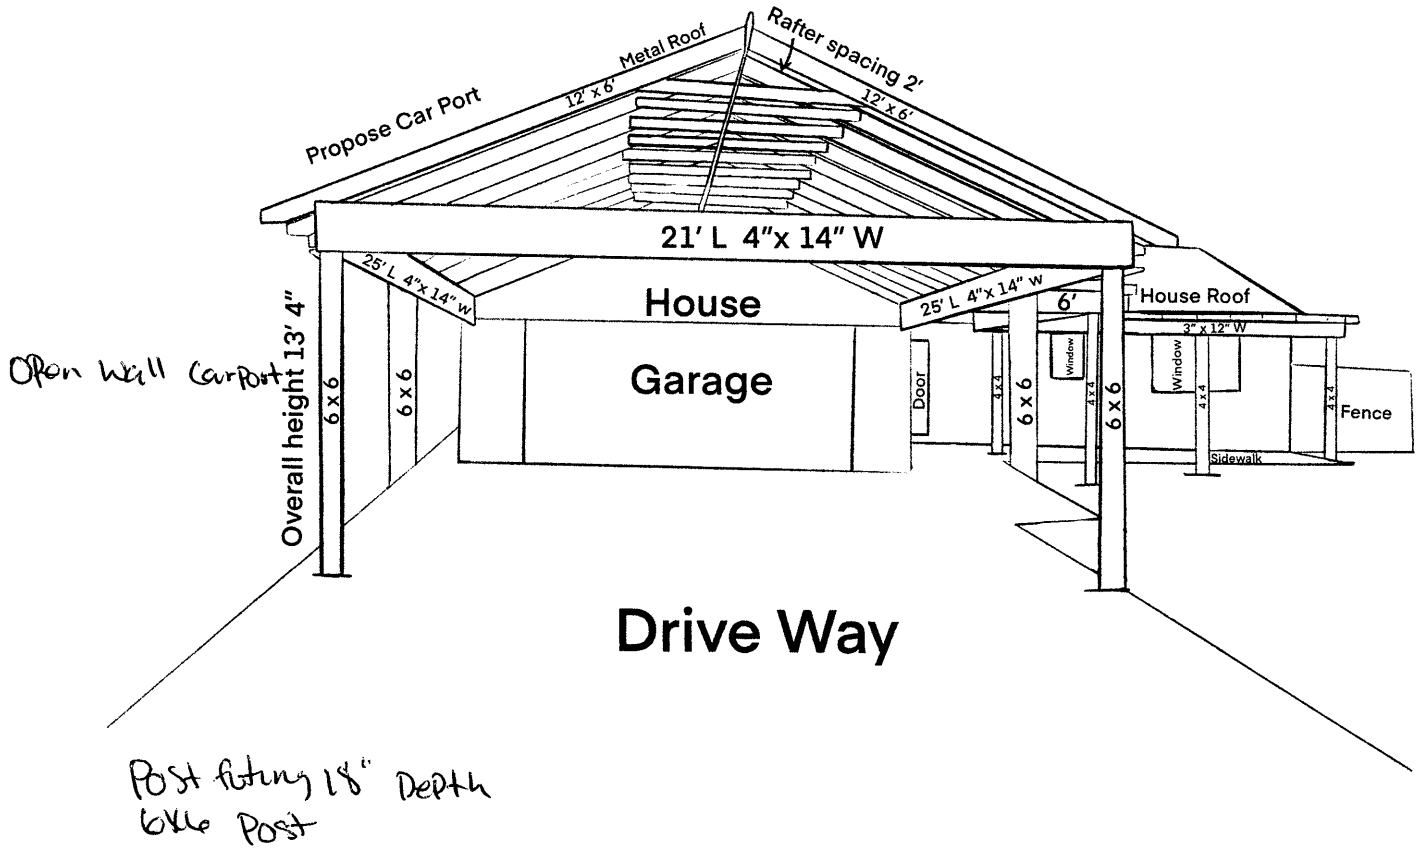 Rafter spacing 2'
Metal Roof
12' x 6'
12' x 6'
Propose Car Port
21' L 4"x 14" W
25' L 4"x 14" W
25' L 4"x 14" W
House
6'
House Roof
3" x 12" W
Open Wall Carport
Overall height 13' 4"
6 x 6
6 x 6
Garage
Door
4 x 4
6 x 6
Window
4 x 4
6 x 6
Window
4 x 4
4 x 4
Fence
Sidewalk
Drive Way
Post futing 18" Depth
6x6 Post